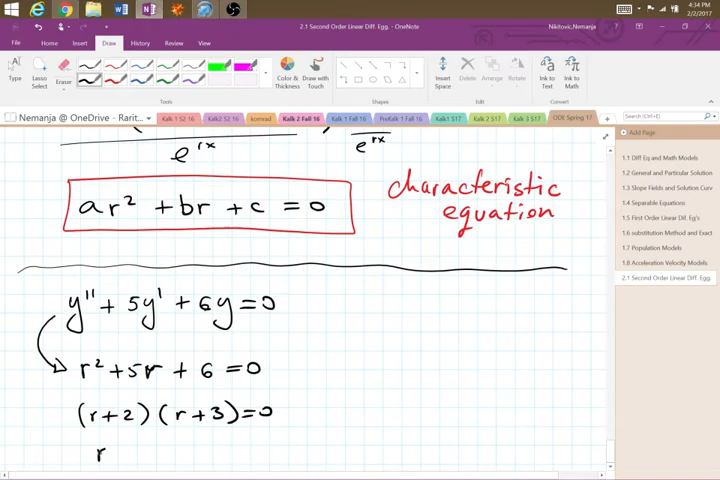 2.1 Second Order Linear Diff. Egg. - OneNote
Nikitovic, Nemanja
4:34 PM
2/2/2017
File Home Insert Draw History Review View
Type
Lasso Select
Eraser
Color & Thickness
Draw with Touch
Insert Space
Delete
Arrange
Rotate
Ink to Text
Ink to Math
Tools
Shapes
Edit
Convert
Nemanja @ OneDrive - Rarit...
Kalk 1 S2 16
Kalk2 S2 16
konrad
Kalk 2 Fall 16
Kalk 1 Fall 16
PreKalk 1 Fall 16
Kalk1 S17
Kalk 2 S17
Kalk 3 S17
ODE Spring 17
Search (Ctrl+E)
Add Page
1.1 Diff Eq and Math Models
1.2 General and Particular Solution
1.3 Slope Fields and Solution Curv
1.4 Separable Equations
1.5 First Order Linear Dif. Eg's
1.6 substitution Method and Exact
1.7 Population Models
1.8 Acceleration Velocity Models
2.1 Second Order Linear Diff. Egg.
e^rx e^rx
ar² + br + c = 0
characteristic
equation
y'' + 5y' + 6y = 0
r² + 5r + 6 = 0
(r+2)(r+3) = 0
r